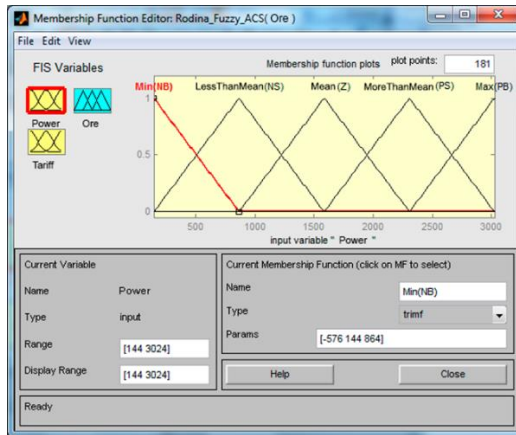 Membership Function Editor: Rodina_Fuzzy_ACS( Ore )
File Edit View
FIS Variables
Power
Ore
Tariff
Membership function plots
plot points:
181
Min(NB)
LessThanMean(NS)
Mean(Z)
MoreThanMean(PS)
Max(PB)
1
0.5
0
500
1000
1500
2000
2500
3000
input variable " Power "
Current Variable
Name
Power
Type
input
Range
[144 3024]
Display Range
[144 3024]
Current Membership Function (click on MF to select)
Name
Min(NB)
Type
trimf
Params
[-576 144 864]
Help
Close
Ready